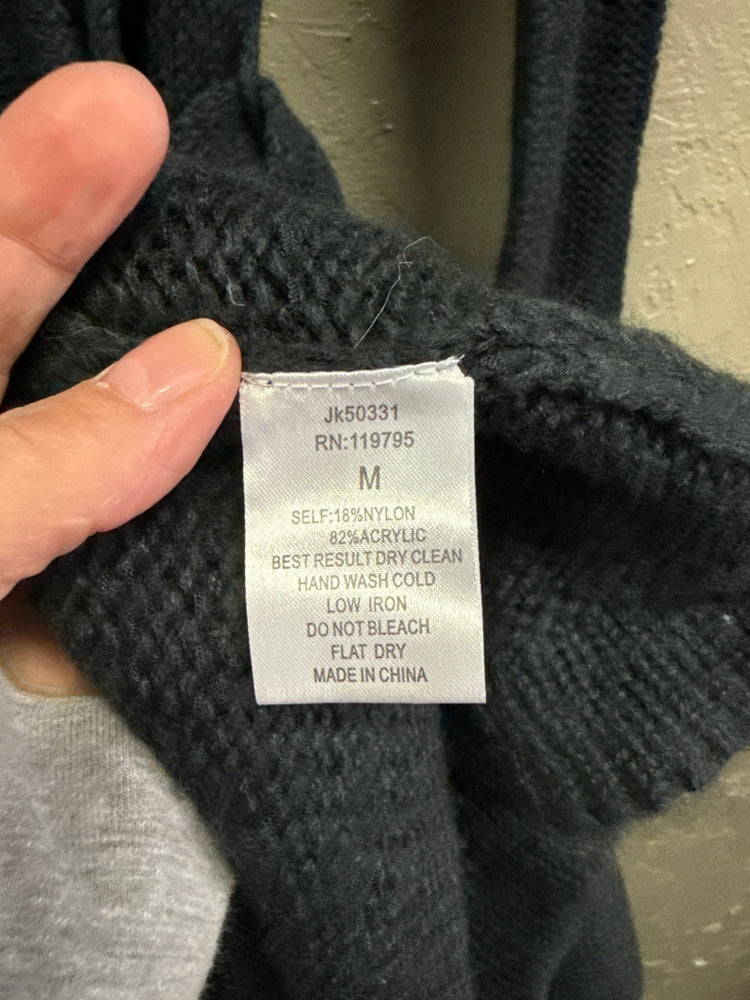 Jk50331
RN:119795
M
SELF:18%NYLON
82%ACRYLIC
BEST RESULT DRY CLEAN
HAND WASH COLD
LOW IRON
DO NOT BLEACH
FLAT DRY
MADE IN CHINA